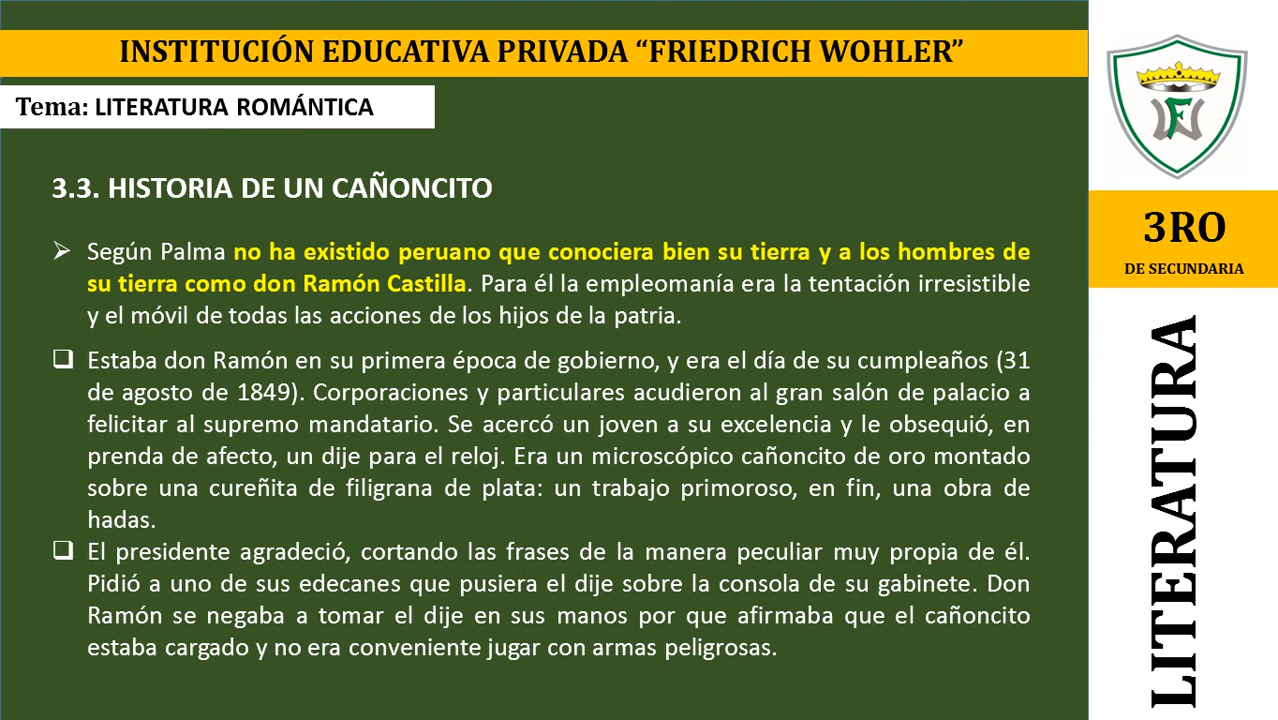 INSTITUCIÓN EDUCATIVA PRIVADA “FRIEDRICH WOHLER”
Tema: LITERATURA ROMÁNTICA
3.3. HISTORIA DE UN CAÑONCITO
Según Palma no ha existido peruano que conociera bien su tierra y a los hombres de
su tierra como don Ramón Castilla. Para él la empleomanía era la tentación irresistible
y el móvil de todas las acciones de los hijos de la patria.
Estaba don Ramón en su primera época de gobierno, y era el día de su cumpleaños (31
de agosto de 1849). Corporaciones y particulares acudieron al gran salón de palacio a
felicitar al supremo mandatario. Se acercó un joven a su excelencia y le obsequió, en
prenda de afecto, un dije para el reloj. Era un microscópico cañoncito de oro montado
sobre una cureñita de filigrana de plata: un trabajo primoroso, en fin, una obra de
hadas.
El presidente agradeció, cortando las frases de la manera peculiar muy propia de él.
Pidió a uno de sus edecanes que pusiera el dije sobre la consola de su gabinete. Don
Ramón se negaba a tomar el dije en sus manos por que afirmaba que el cañoncito
estaba cargado y no era conveniente jugar con armas peligrosas.
FW
3RO
DE SECUNDARIA
LITERATURA